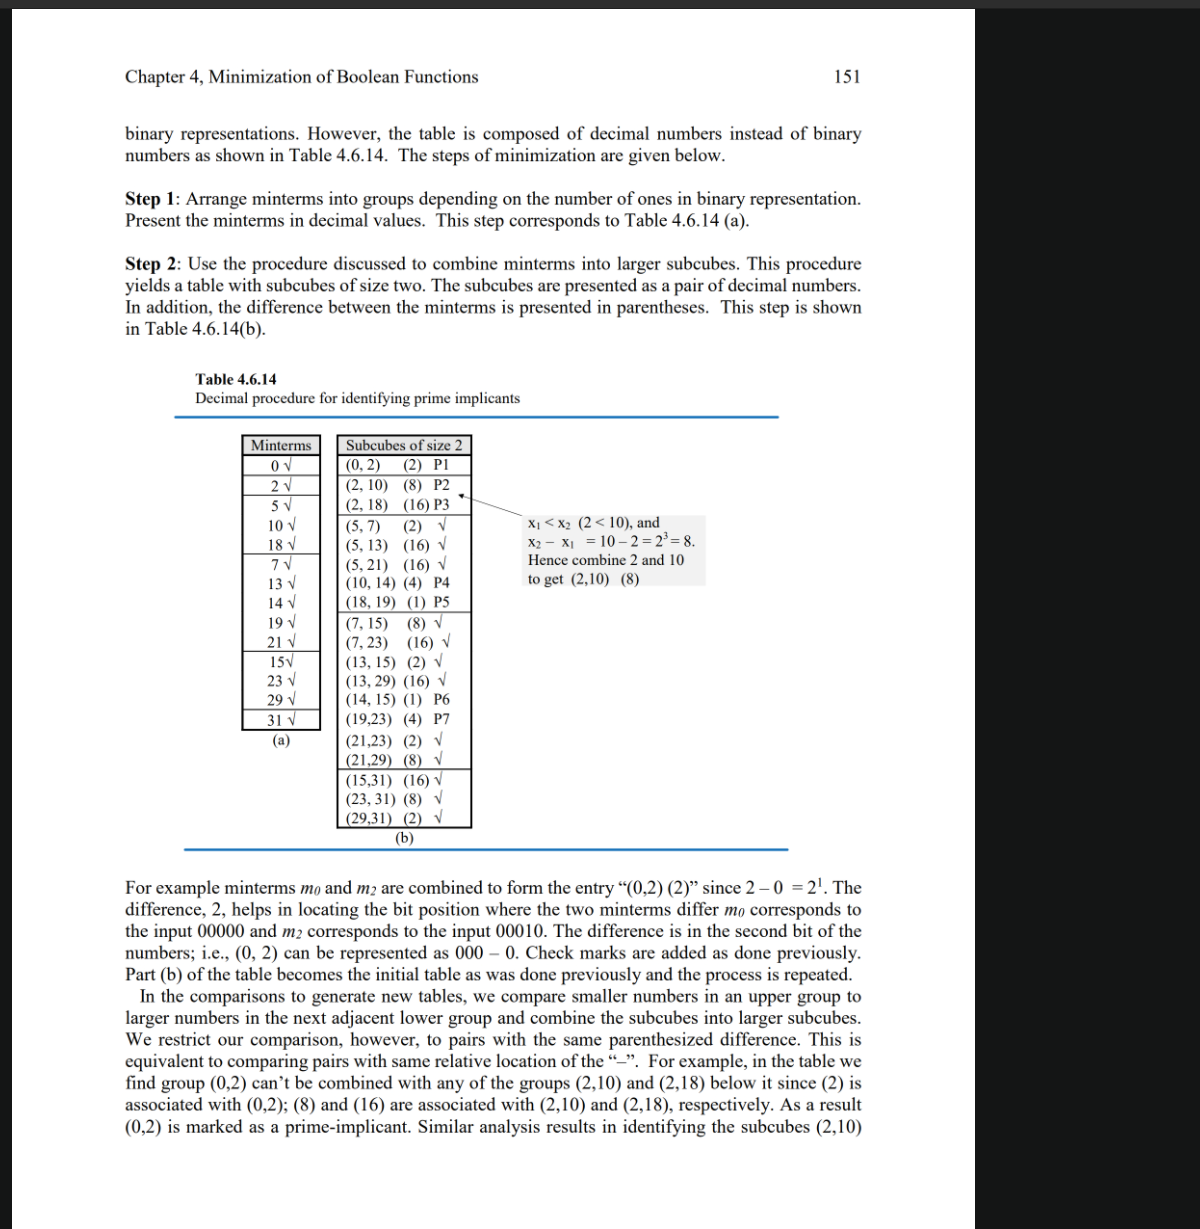 Chapter 4, Minimization of Boolean Functions 151
binary representations. However, the table is composed of decimal numbers instead of binary
numbers as shown in Table 4.6.14. The steps of minimization are given below.
Step 1: Arrange minterms into groups depending on the number of ones in binary representation.
Present the minterms in decimal values. This step corresponds to Table 4.6.14 (a).
Step 2: Use the procedure discussed to combine minterms into larger subcubes. This procedure
yields a table with subcubes of size two. The subcubes are presented as a pair of decimal numbers.
In addition, the difference between the minterms is presented in parentheses. This step is shown
in Table 4.6.14(b).
Table 4.6.14
Decimal procedure for identifying prime implicants
Minterms
0 √
2 √
5 √
10 √
18 √
7 √
13 √
14 √
19 √
21 √
15√
23 √
29 √
31 √
(a)
Subcubes of size 2
(0, 2) (2) P1
(2, 10) (8) P2
(2, 18) (16) P3
(5, 7) (2) √
(5, 13) (16) √
(5, 21) (16) √
(10, 14) (4) P4
(18, 19) (1) P5
(7, 15) (8) √
(7, 23) (16) √
(13, 15) (2) √
(13, 29) (16) √
(14, 15) (1) P6
(19,23) (4) P7
(21,23) (2) √
(21,29) (8) √
(15,31) (16) √
(23, 31) (8) √
(29,31) (2) √
(b)
x₁ < x₂ (2 < 10), and
x₂ – x₁ = 10 – 2 = 2³ = 8.
Hence combine 2 and 10
to get (2,10) (8)
For example minterms m₀ and m₂ are combined to form the entry “(0,2) (2)” since 2 – 0 = 2¹. The
difference, 2, helps in locating the bit position where the two minterms differ m₀ corresponds to
the input 00000 and m₂ corresponds to the input 00010. The difference is in the second bit of the
numbers; i.e., (0, 2) can be represented as 000 – 0. Check marks are added as done previously.
Part (b) of the table becomes the initial table as was done previously and the process is repeated.
In the comparisons to generate new tables, we compare smaller numbers in an upper group to
larger numbers in the next adjacent lower group and combine the subcubes into larger subcubes.
We restrict our comparison, however, to pairs with the same parenthesized difference. This is
equivalent to comparing pairs with same relative location of the “–”. For example, in the table we
find group (0,2) can’t be combined with any of the groups (2,10) and (2,18) below it since (2) is
associated with (0,2); (8) and (16) are associated with (2,10) and (2,18), respectively. As a result
(0,2) is marked as a prime-implicant. Similar analysis results in identifying the subcubes (2,10)